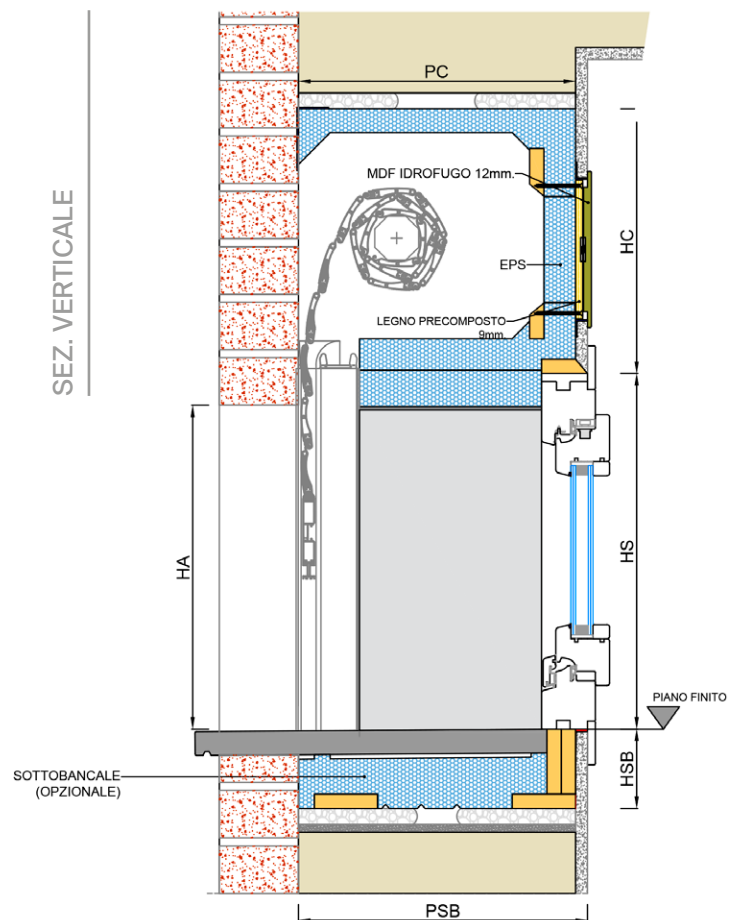 SEZ. VERTICALE
PC
MDF IDROFUGO 12mm.
HC
EPS
LEGNO PRECOMPOSTO
9mm.
HA
HS
PIANO FINITO
SOTTOBANCALE
(OPZIONALE)
HSB
PSB